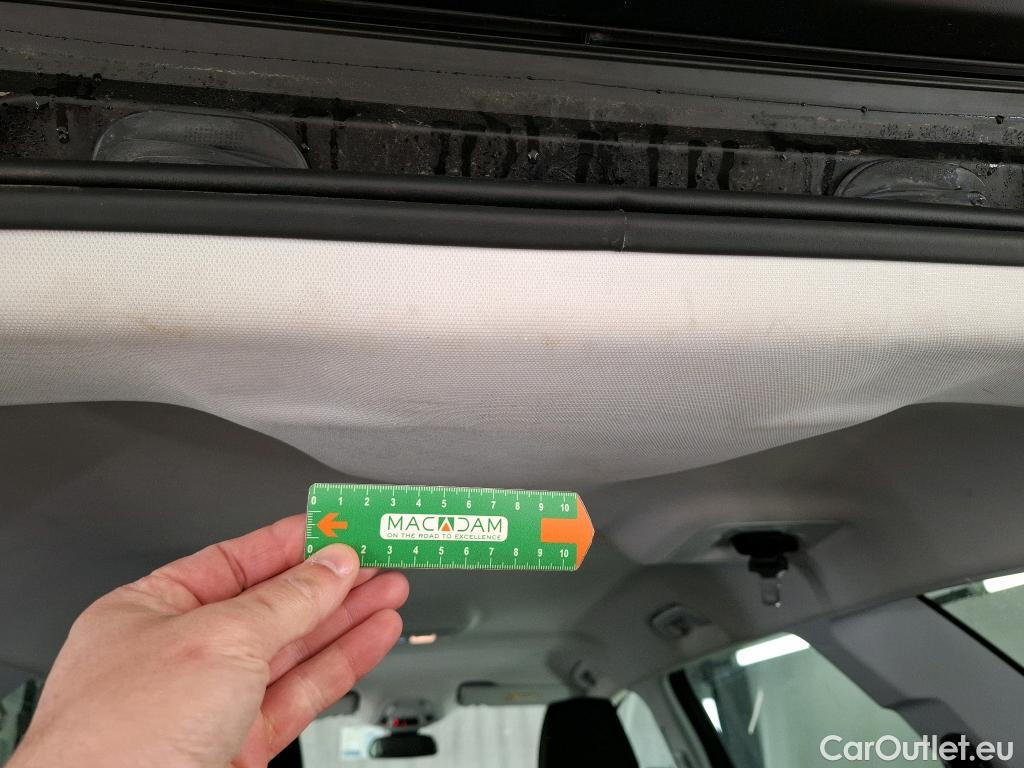 0 1 2 3 4 5 6 7 8 9 10
MACADAM
ON THE ROAD TO EXCELLENCE
0 2 3 4 5 6 7 8 9 10
CarOutlet.eu